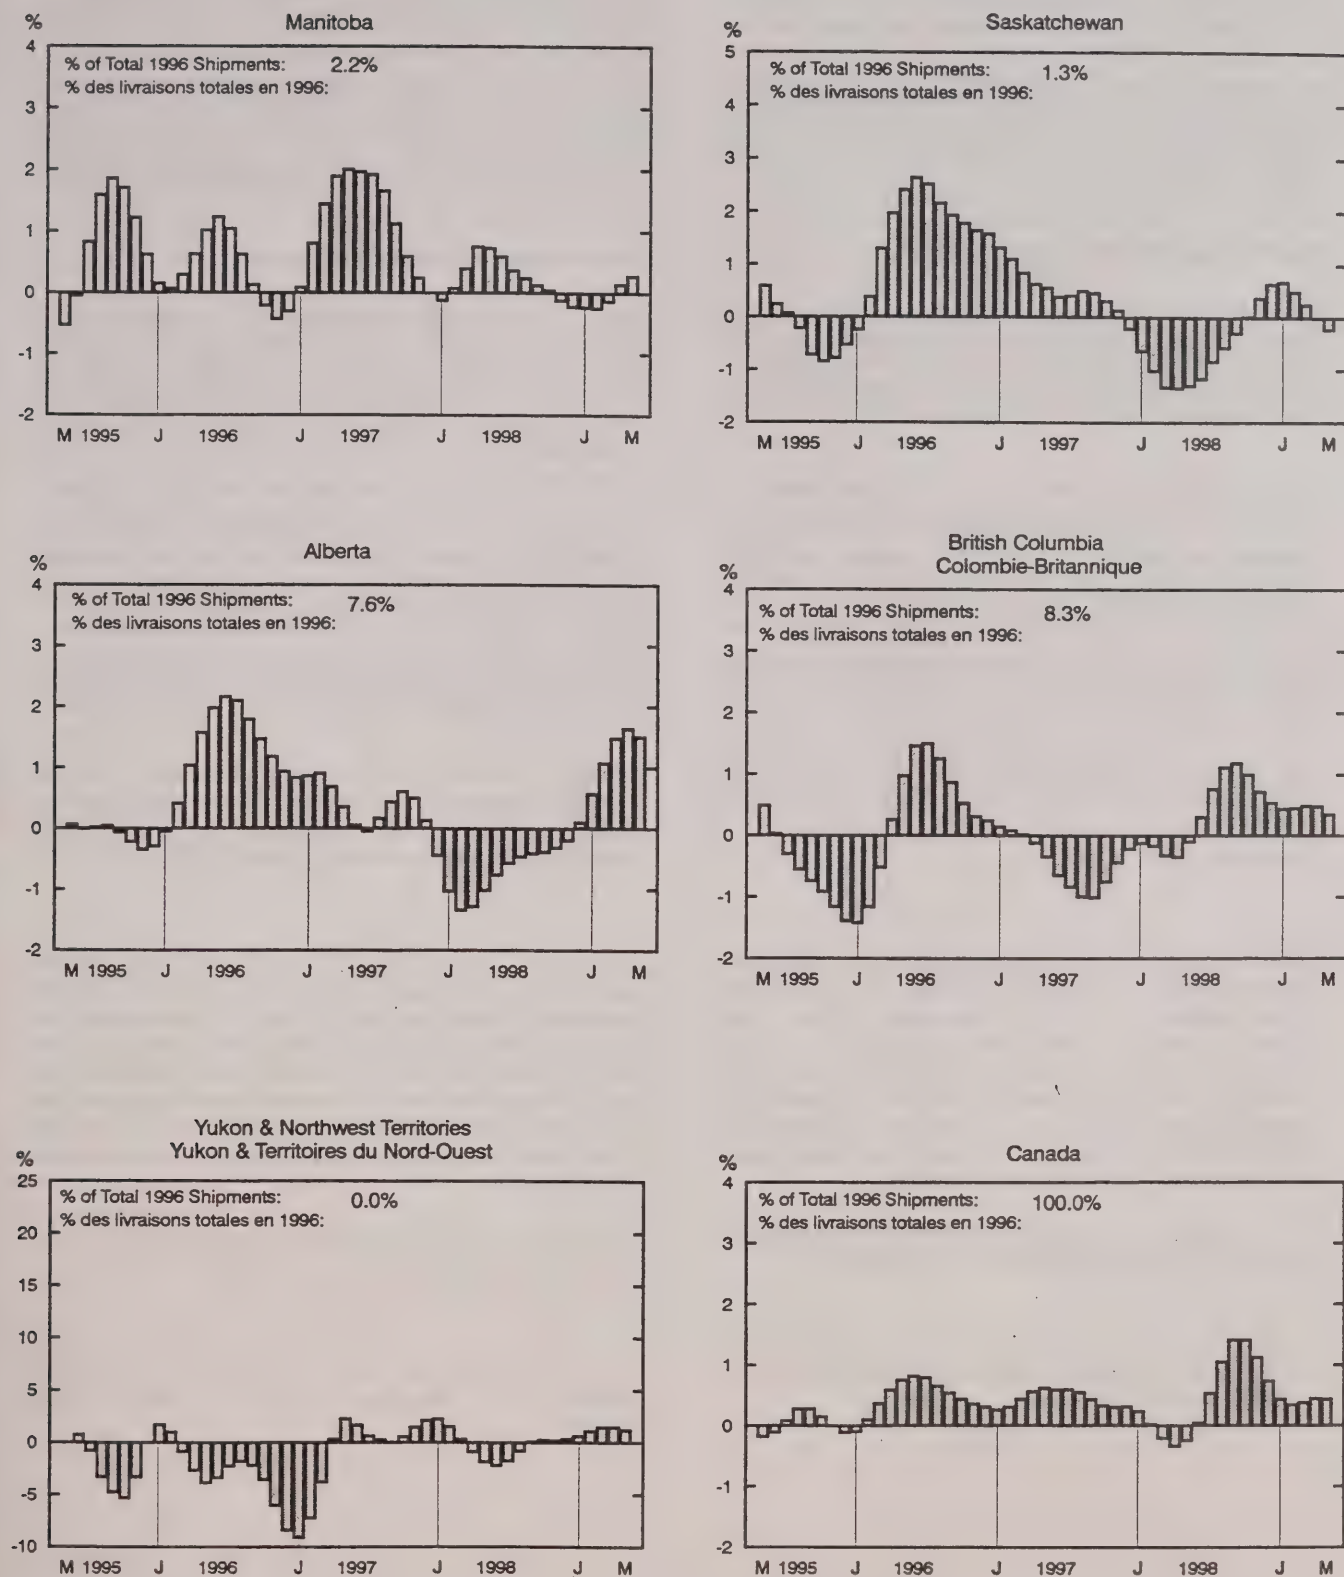 Manitoba
%
4
% of Total 1996 Shipments: 2.2%
% des livraisons totales en 1996:
3
2
1
0
-1
-2
M 1995 J 1996 J 1997 J 1998 J M
Saskatchewan
%
5
% of Total 1996 Shipments: 1.3%
% des livraisons totales en 1996:
4
3
2
1
0
-1
-2
M 1995 J 1996 J 1997 J 1998 J M
Alberta
%
4
% of Total 1996 Shipments: 7.6%
% des livraisons totales en 1996:
3
2
1
0
-1
-2
M 1995 J 1996 J 1997 J 1998 J M
British Columbia
Colombie-Britannique
%
4
% of Total 1996 Shipments: 8.3%
% des livraisons totales en 1996:
3
2
1
0
-1
-2
M 1995 J 1996 J 1997 J 1998 J M
Yukon & Northwest Territories
Yukon & Territoires du Nord-Ouest
%
25
% of Total 1996 Shipments: 0.0%
% des livraisons totales en 1996:
20
15
10
5
0
-5
-10
M 1995 J 1996 J 1997 J 1998 J M
Canada
%
4
% of Total 1996 Shipments: 100.0%
% des livraisons totales en 1996:
3
2
1
0
-1
-2
M 1995 J 1996 J 1997 J 1998 J M